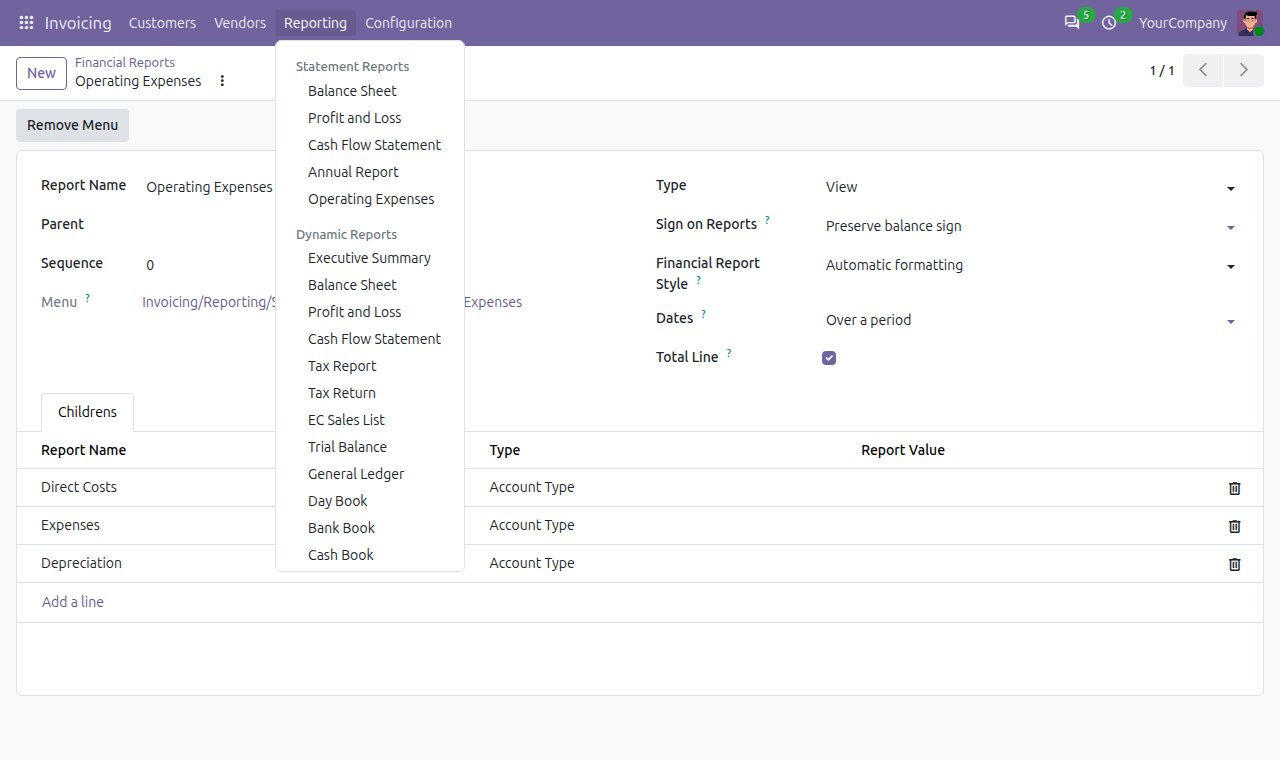 Invoicing Customers Vendors Reporting Configuration 5 2 YourCompany
New
Financial Reports
Operating Expenses
1 / 1
Remove Menu
Statement Reports
Balance Sheet
Profit and Loss
Cash Flow Statement
Annual Report
Operating Expenses
Dynamic Reports
Executive Summary
Balance Sheet
Profit and Loss
Cash Flow Statement
Tax Report
Tax Return
EC Sales List
Trial Balance
General Ledger
Day Book
Bank Book
Cash Book
Report Name Operating Expenses
Parent
Sequence 0
Menu ? Invoicing/Reporting/ Expenses
Type View
Sign on Reports ? Preserve balance sign
Financial Report Automatic formatting
Style ?
Dates ? Over a period
Total Line ?
Childrens
Report Name Type Report Value
Direct Costs Account Type
Expenses Account Type
Depreciation Account Type
Add a line